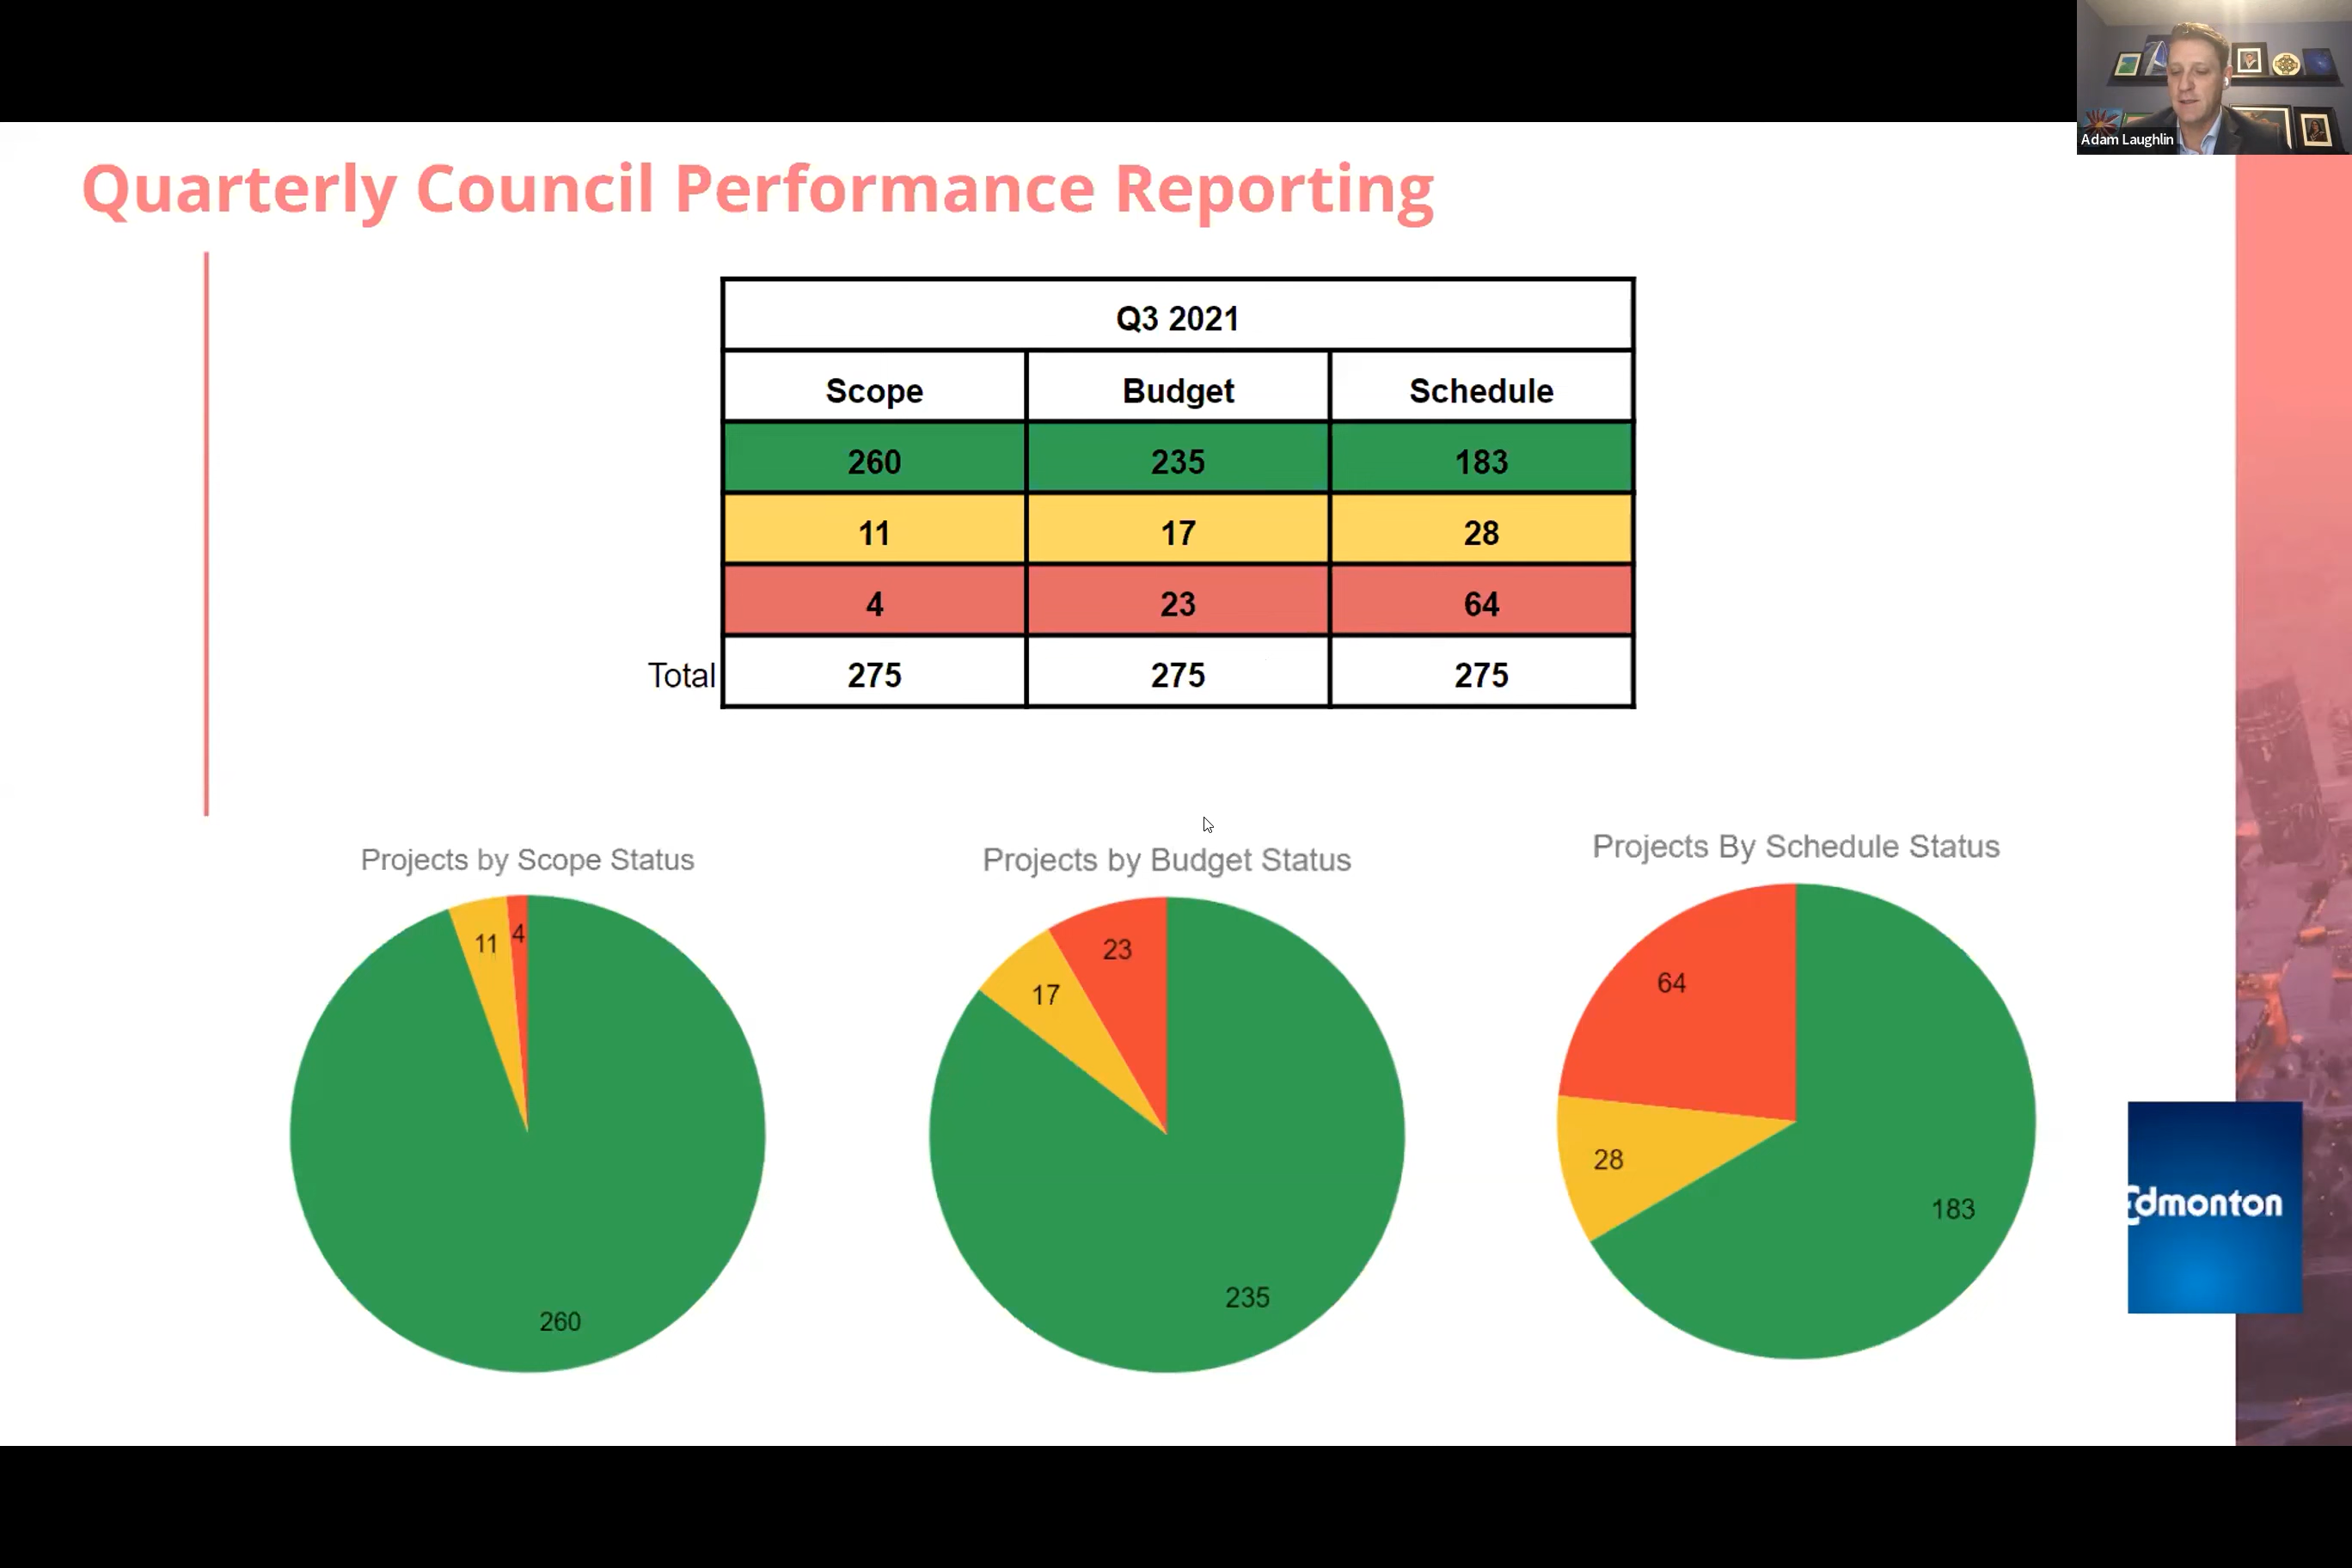 Adam Laughlin
Quarterly Council Performance Reporting
Q3 2021
Scope Budget Schedule
260 235 183
11 17 28
4 23 64
Total 275 275 275
Projects by Scope Status
11 4
260
Projects by Budget Status
23
17
235
Projects By Schedule Status
64
28
183
Edmonton